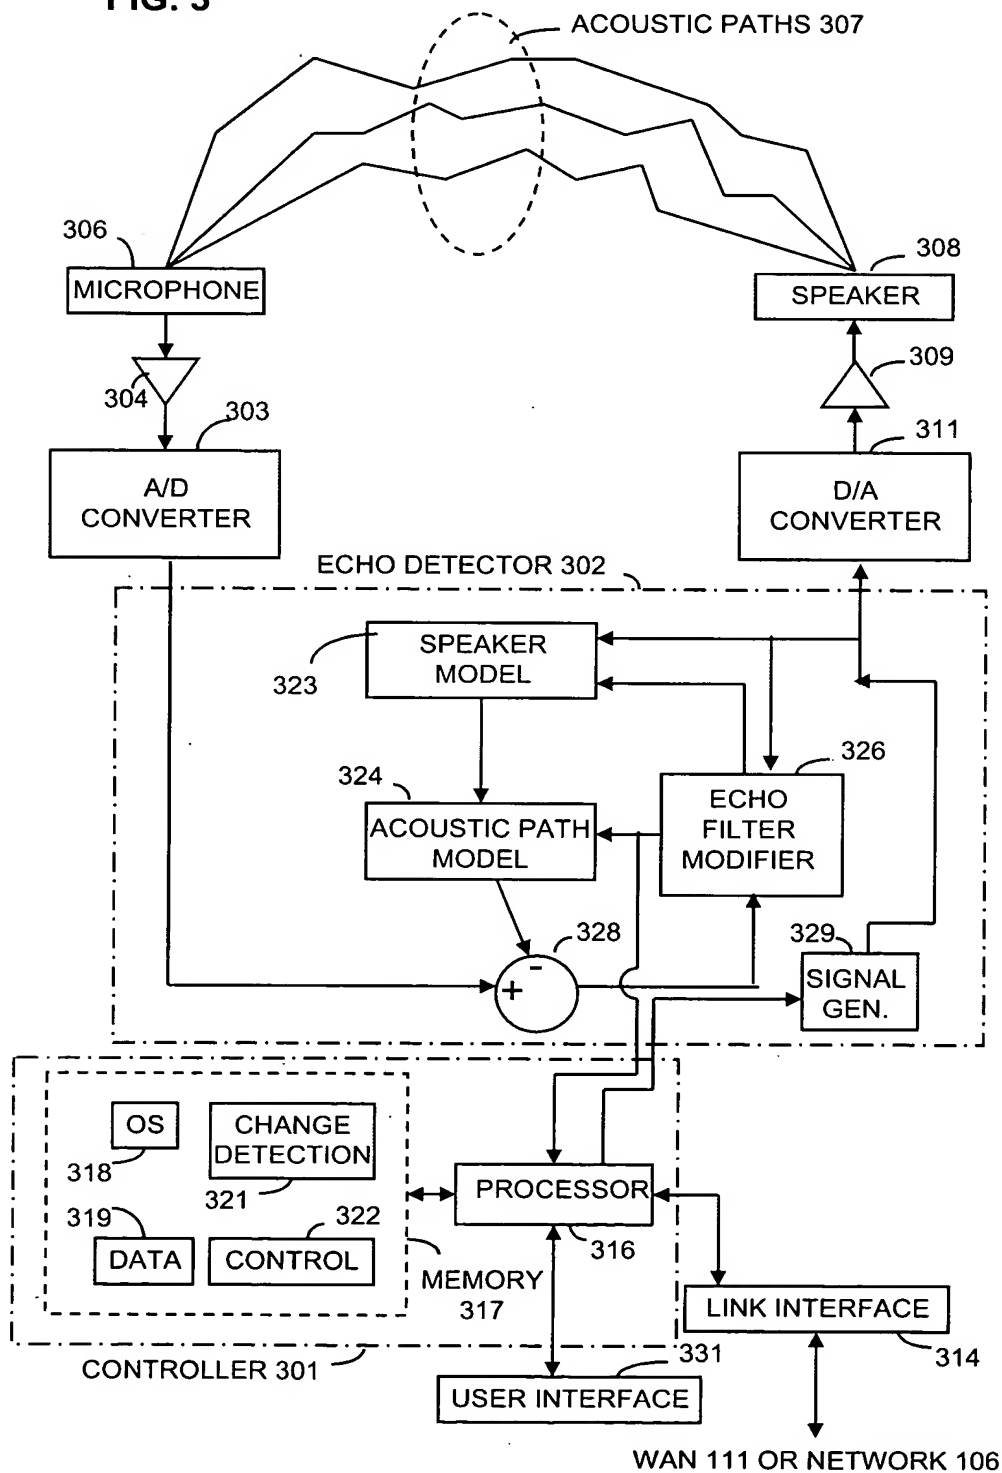 FIG. 3
ACOUSTIC PATHS 307
306
MICROPHONE
308
SPEAKER
304
309
303
A/D
CONVERTER
311
D/A
CONVERTER
ECHO DETECTOR 302
SPEAKER
MODEL
323
324
ACOUSTIC PATH
MODEL
326
ECHO
FILTER
MODIFIER
328
-
+
329
SIGNAL
GEN.
OS
318
CHANGE
DETECTION
321
319
DATA
322
CONTROL
PROCESSOR
316
MEMORY
317
LINK INTERFACE
314
CONTROLLER 301
331
USER INTERFACE
WAN 111 OR NETWORK 106